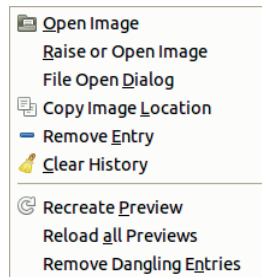 Open Image
Raise or Open Image
File Open Dialog
Copy Image Location
Remove Entry
Clear History
Recreate Preview
Reload all Previews
Remove Dangling Entries